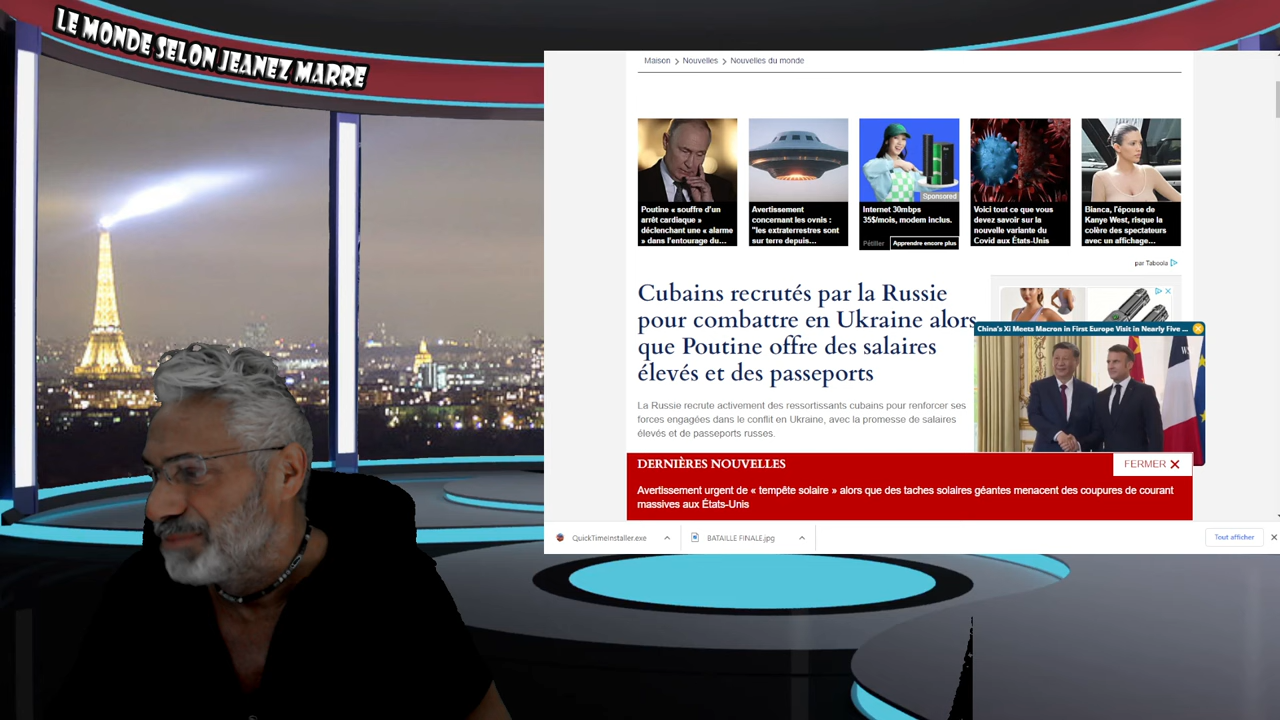 LE MONDE SELON JEANEZ MARRE
Maison > Nouvelles > Nouvelles du monde
Poutine « souffre d'un
arrêt cardiaque »
déclenchant une « alarme
» dans l'entourage du...
Avertissement
concernant les ovnis :
"les extraterrestres sont
sur terre depuis...
Sponsored
Internet 30mbps
35$/mois, modem inclus.
Pétiller
Apprendre encore plus
Voici tout ce que vous
devez savoir sur la
nouvelle variante du
Covid aux États-Unis
Bianca, l'épouse de
Kanye West, risque la
colère des spectateurs
avec un affichage...
par Taboola
Cubains recrutés par la Russie
pour combattre en Ukraine alors
que Poutine offre des salaires
élevés et des passeports
La Russie recrute activement des ressortissants cubains pour renforcer ses
forces engagées dans le conflit en Ukraine, avec la promesse de salaires
élevés et de passeports russes.
China's Xi Meets Macron in First Europe Visit in Nearly Five ...
DERNIÈRES NOUVELLES
FERMER
Avertissement urgent de « tempête solaire » alors que des taches solaires géantes menacent des coupures de courant
massives aux États-Unis
QuickTimeInstaller.exe
BATAILLE FINALE.jpg
Tout afficher